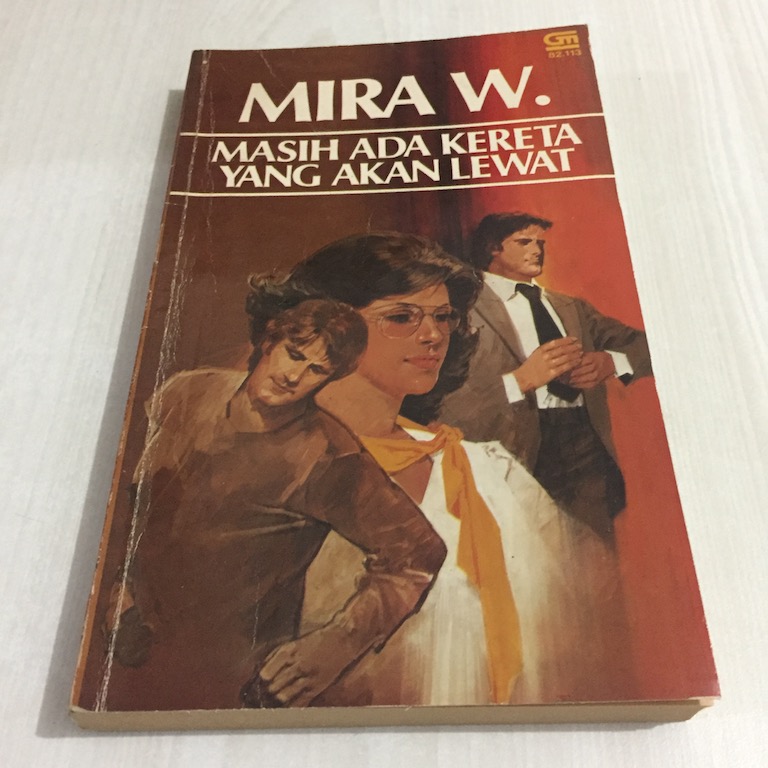 GM
82.113
MIRA W.
MASIH ADA KERETA
YANG AKAN LEWAT